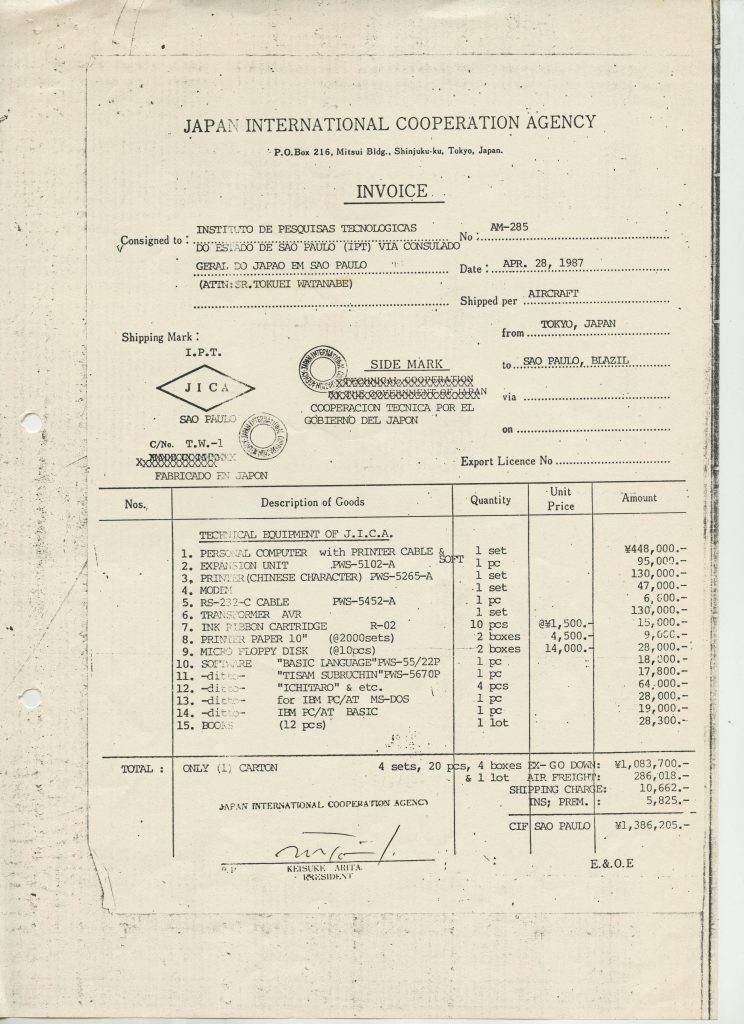 JAPAN INTERNATIONAL COOPERATION AGENCY
P.O.Box 216, Mitsui Bldg., Shinjuku-ku, Tokyo, Japan.
INVOICE
Consigned to : INSTITUTO DE PESQUISAS TECNOLOGICAS
DO ESTADO DE SAO PAULO (IPT) VIA CONSULADO
GERAL DO JAPAO EM SAO PAULO
(ATTN:SR.TOKUEI WATANABE)
No : AM-285
Date : APR. 28, 1987
Shipped per AIRCRAFT
from TOKYO, JAPAN
to SAO PAULO, BLAZIL
via
on
Export Licence No
Shipping Mark :
I.P.T.
JICA
SAO PAULO
C/No. T.W.-1
FABRICADO EN JAPON
SIDE MARK
COOPERACION TECNICA POR EL
GOBIERNO DEL JAPON
Nos. Description of Goods Quantity Unit Price Amount
TECHNICAL EQUIPMENT OF J.I.C.A.
1. PERSONAL COMPUTER with PRINTER CABLE & SOFT 1 set ¥448,000.-
2. EXPANSION UNIT PWS-5102-A 1 pc 95,000.-
3. PRINTER(CHINESE CHARACTER) PWS-5265-A 1 set 130,000.-
4. MODEM 1 set 47,000.-
5. RS-232-C CABLE PWS-5452-A 1 pc 6,600.-
6. TRANSFORMER AVR 1 set 130,000.-
7. INK RIBBON CARTRIDGE R-02 10 pcs @¥1,500.- 15,000.-
8. PRINTER PAPER 10" (@2000sets) 2 boxes 4,500.- 9,000.-
9. MICRO FLOPPY DISK (@10pcs) 2 boxes 14,000.- 28,000.-
10. SOFTWARE "BASIC LANGUAGE"PWS-55/22P 1 pc 18,000.-
11. -ditto- "TISAM SUBRUCHIN"PWS-5670P 1 pc 17,800.-
12. -ditto- "ICHITARO" & etc. 4 pcs 64,000.-
13. -ditto- for IBM PC/AT MS-DOS 1 pc 28,000.-
14. -ditto- IBM PC/AT BASIC 1 pc 19,000.-
15. BOOKS (12 pcs) 1 lot 28,300.-
TOTAL : ONLY (1) CARTON 4 sets, 20 pcs, 4 boxes EX-GO DOWN: ¥1,083,700.-
& 1 lot AIR FREIGHT: 286,018.-
SHIPPING CHARGE: 10,662.-
INS; PREM. : 5,825.-
CIF SAO PAULO ¥1,386,205.-
JAPAN INTERNATIONAL COOPERATION AGENCY
KEISUKE ARITA
PRESIDENT
E.&.O.E